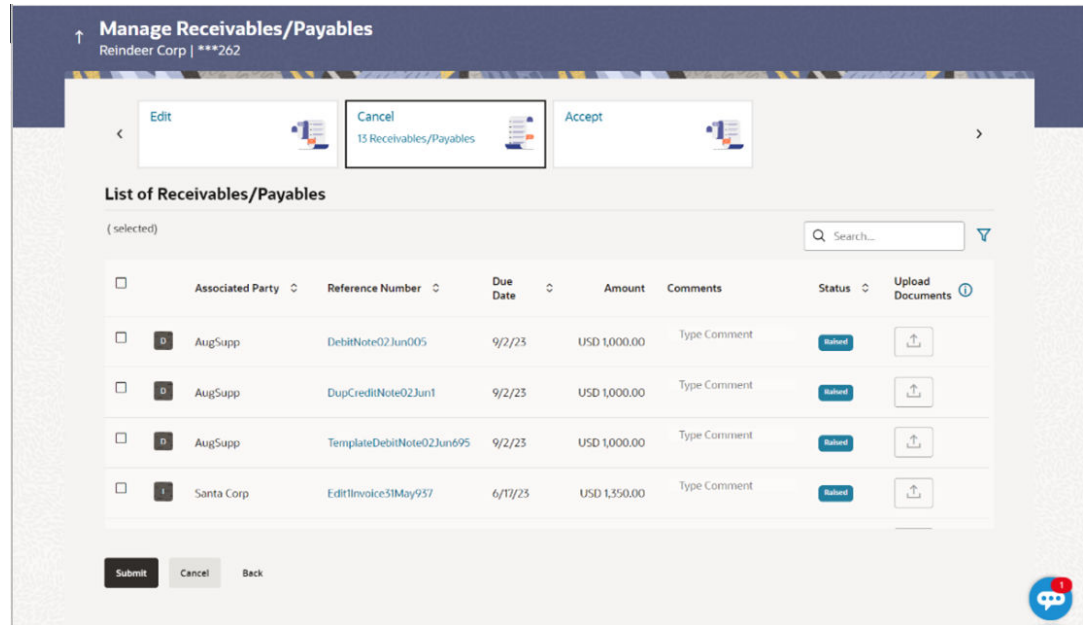 Manage Receivables/Payables
Reindeer Corp | ***262
Edit
Cancel
13 Receivables/Payables
Accept
List of Receivables/Payables
( selected)
Search...
Associated Party Reference Number Due Date Amount Comments Status Upload Documents
D AugSupp DebitNote02Jun005 9/2/23 USD 1,000.00 Type Comment Raised
D AugSupp DupCreditNote02Jun1 9/2/23 USD 1,000.00 Type Comment Raised
D AugSupp TemplateDebitNote02Jun695 9/2/23 USD 1,000.00 Type Comment Raised
I Santa Corp Edit1Invoice31May937 6/17/23 USD 1,350.00 Type Comment Raised
Submit Cancel Back
1